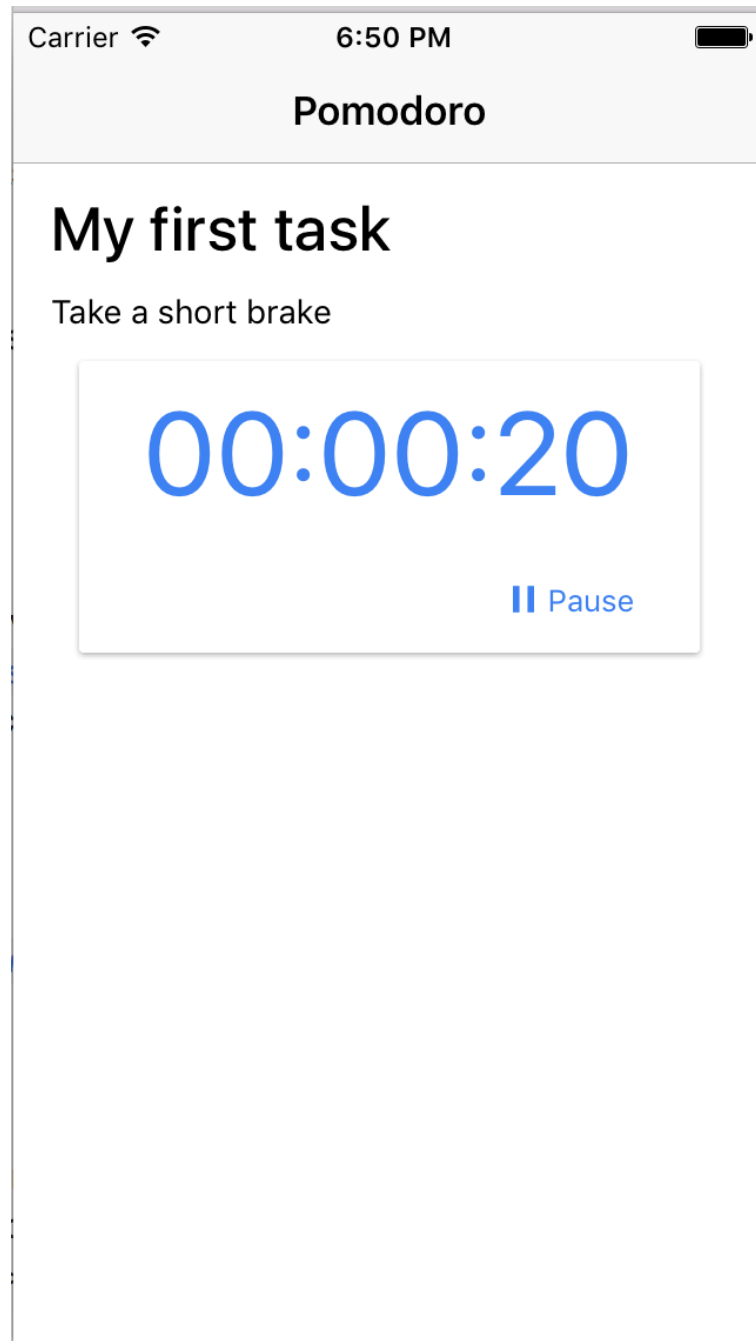 Carrier 6:50 PM
Pomodoro
My first task
Take a short brake
00:00:20
Pause